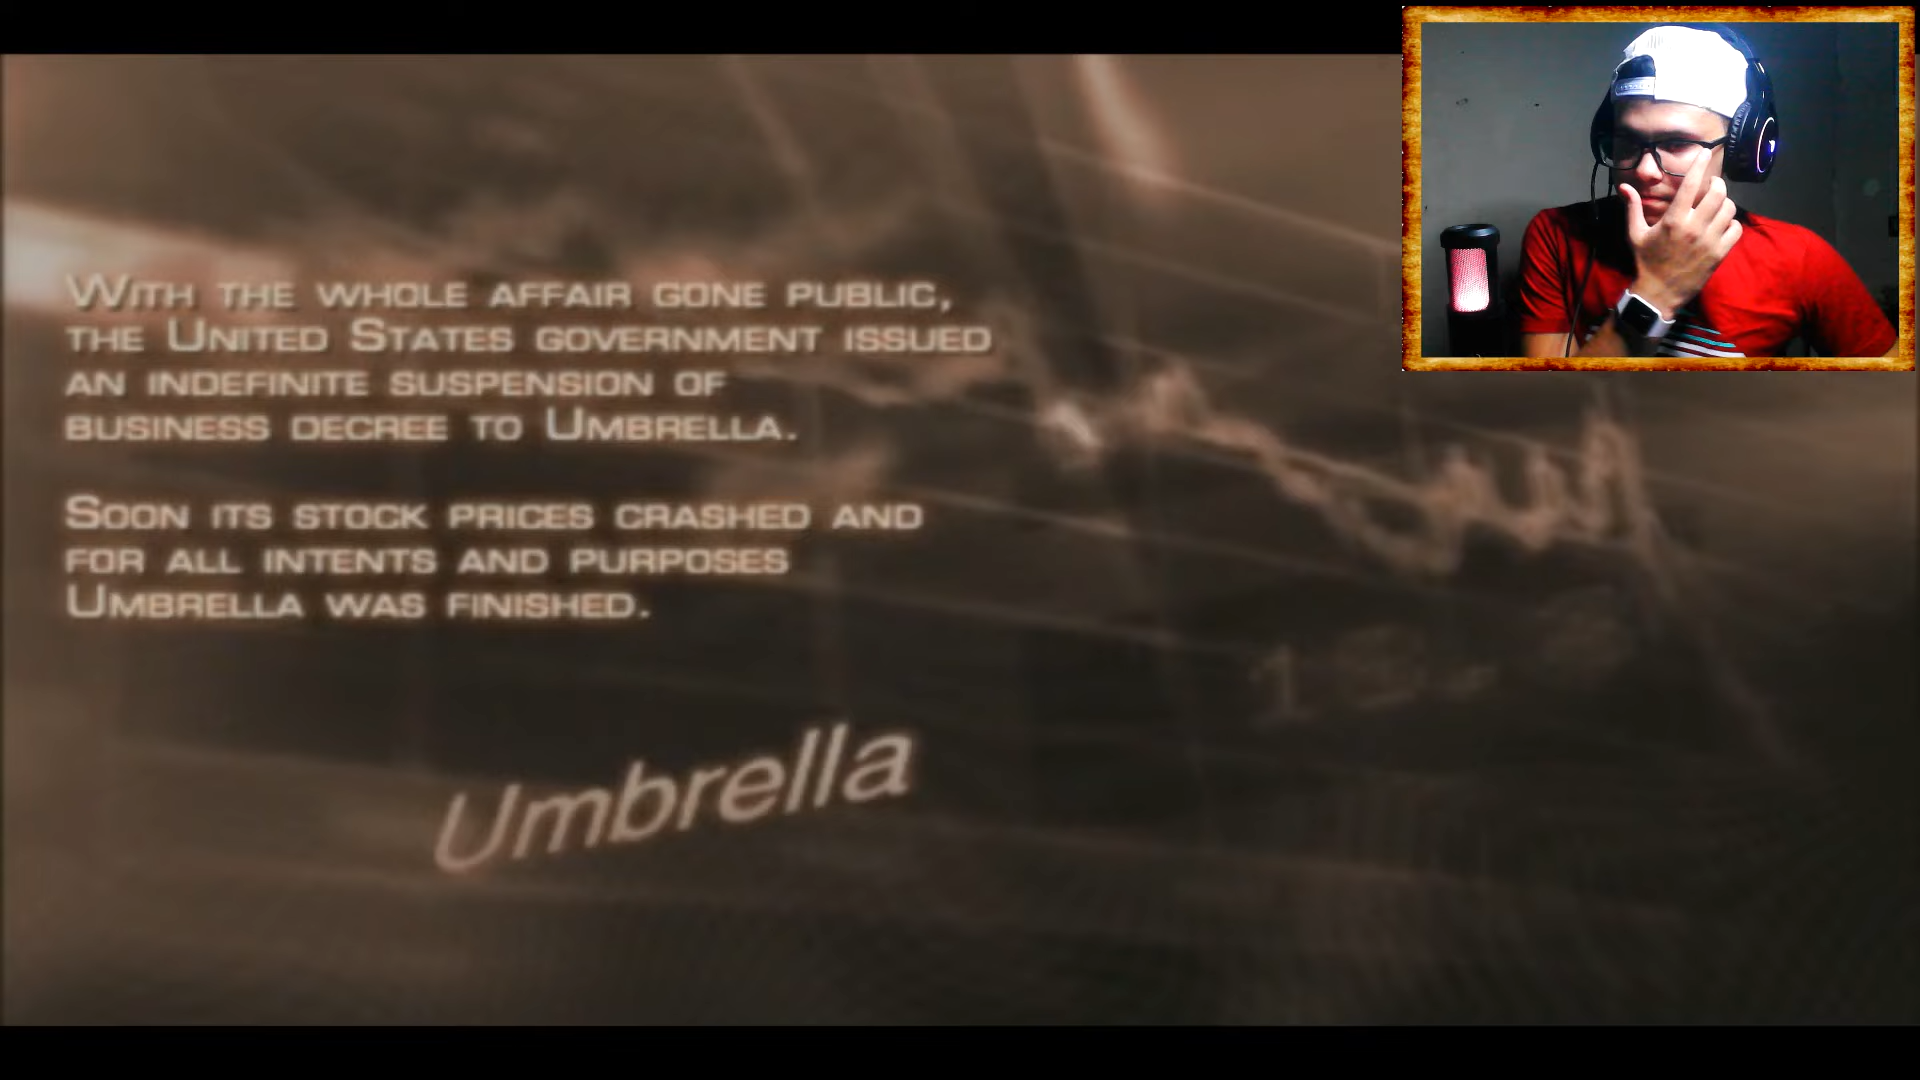 With the whole affair gone public,
the United States government issued
an indefinite suspension of
business decree to Umbrella.
Soon its stock prices crashed and
for all intents and purposes
Umbrella was finished.
Umbrella